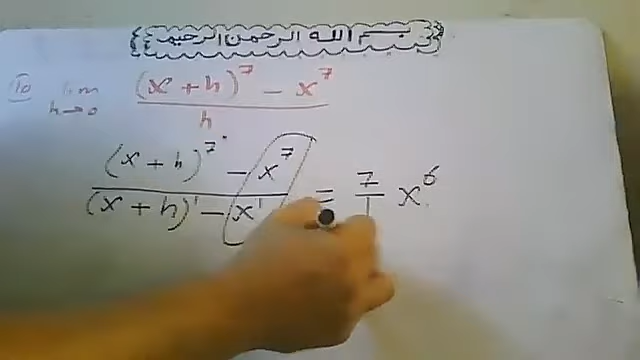 بسم الله الرحمن الرحيم
10 lim h→0 (x + h)^7 - x^7 / h
(x + h)^7 - x^7 / (x + h)^1 - x^1 = 7/1 x^6